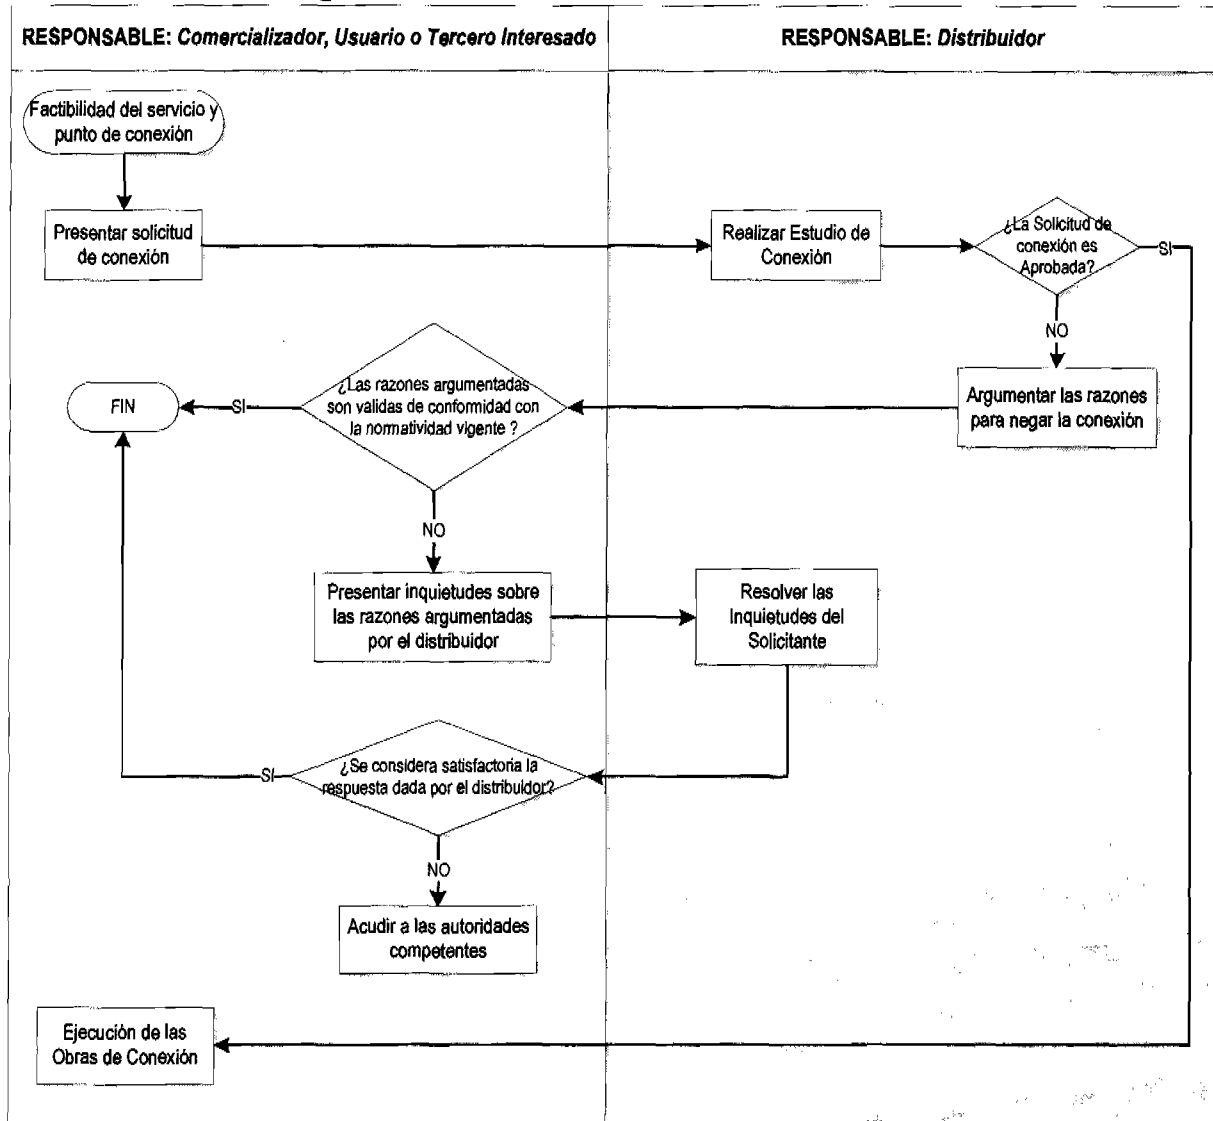 RESPONSABLE: Comercializador, Usuario o Tercero Interesado
RESPONSABLE: Distribuidor
Factibilidad del servicio y
punto de conexión
Presentar solicitud
de conexión
Realizar Estudio de
Conexión
¿La Solicitud de
conexión es
Aprobada?
SI
NO
Argumentar las razones
para negar la conexión
¿Las razones argumentadas
son validas de conformidad con
la normatividad vigente ?
SI
FIN
NO
Presentar inquietudes sobre
las razones argumentadas
por el distribuidor
Resolver las
Inquietudes del
Solicitante
¿Se considera satisfactoria la
respuesta dada por el distribuidor?
SI
NO
Acudir a las autoridades
competentes
Ejecución de las
Obras de Conexión